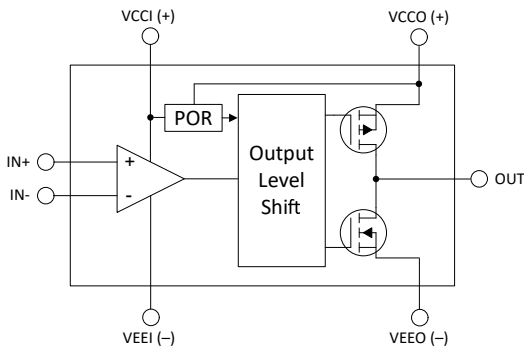 VCCI (+)
VCCO (+)
POR
IN+
+
Output
Level
Shift
OUT
IN-
-
VEEI (–)
VEEO (–)